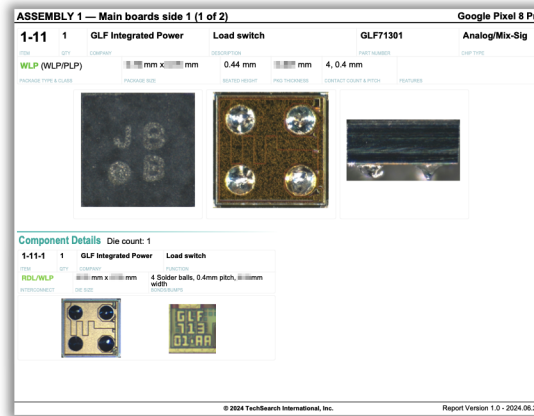 ASSEMBLY 1 — Main boards side 1 (1 of 2)
Google Pixel 8 P
1-11 1 GLF Integrated Power Load switch GLF71301 Analog/Mix-Sig
ITEM QTY COMPANY DESCRIPTION PART NUMBER CHIP TYPE
WLP (WLP/PLP) mm x mm 0.44 mm mm 4, 0.4 mm
PACKAGE TYPE & CLASS PACKAGE SIZE SEATED HEIGHT PKG THICKNESS CONTACT COUNT & PITCH FEATURES
J B
B
Component Details Die count: 1
1-11-1 1 GLF Integrated Power Load switch
ITEM QTY COMPANY FUNCTION
RDL/WLP mm x mm 4 Solder balls, 0.4mm pitch, mm
width
INTERCONNECT DIE SIZE
GLF
713
01-AA
© 2024 TechSearch International, Inc.
Report Version 1.0 - 2024.06.